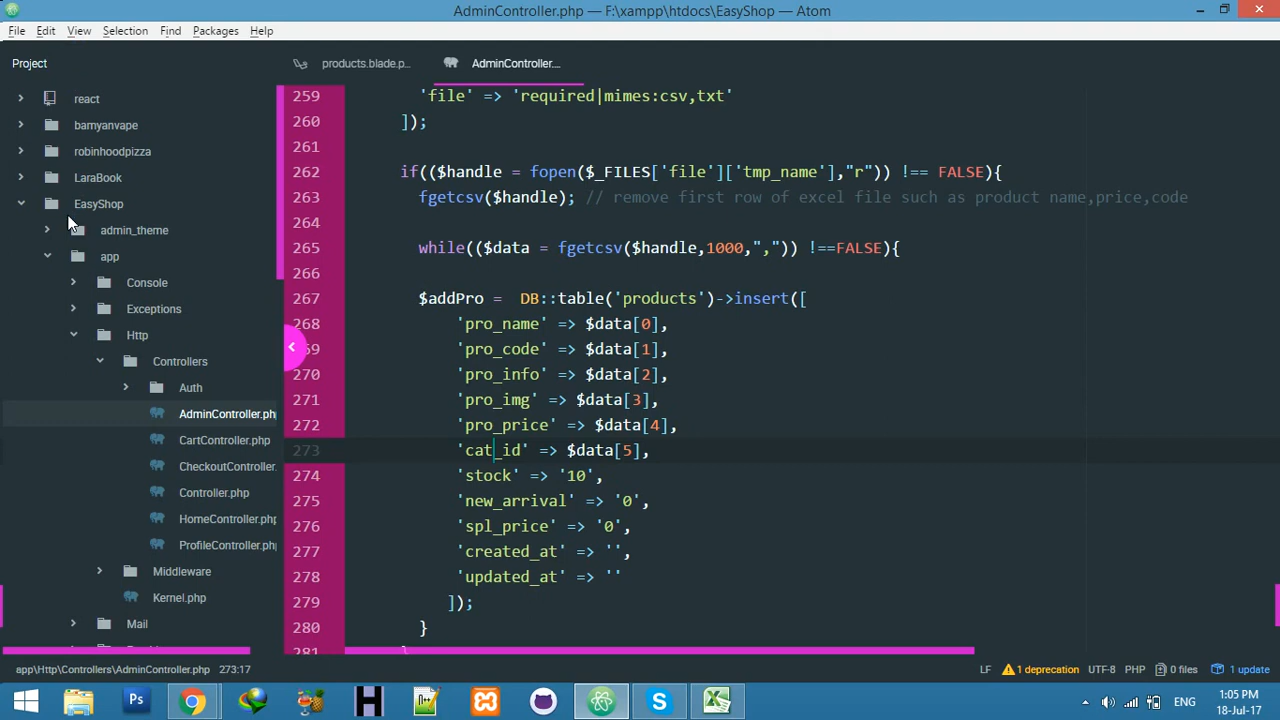 AdminController.php — F:\xampp\htdocs\EasyShop — Atom
File Edit View Selection Find Packages Help
Project
products.blade.p...
AdminController....
react
bamyanvape
robinhoodpizza
LaraBook
EasyShop
admin_theme
app
Console
Exceptions
Http
Controllers
Auth
AdminController.ph
CartController.php
CheckoutController.
Controller.php
HomeController.php
ProfileController.php
Middleware
Kernel.php
Mail
259 'file' => 'required|mimes:csv,txt'
260 ]);
261
262 if(($handle = fopen($_FILES['file']['tmp_name'],"r")) !== FALSE){
263 fgetcsv($handle); // remove first row of excel file such as product name,price,code
264
265 while(($data = fgetcsv($handle,1000,",")) !==FALSE){
266
267 $addPro = DB::table('products')->insert([
268 'pro_name' => $data[0],
69 'pro_code' => $data[1],
270 'pro_info' => $data[2],
271 'pro_img' => $data[3],
272 'pro_price' => $data[4],
273 'cat_id' => $data[5],
274 'stock' => '10',
275 'new_arrival' => '0',
276 'spl_price' => '0',
277 'created_at' => '',
278 'updated_at' => ''
279 ]);
280 }
281 }
app\Http\Controllers\AdminController.php 273:17
LF 1 deprecation UTF-8 PHP 0 files 1 update
Ps
H
S
ENG
1:05 PM
18-Jul-17